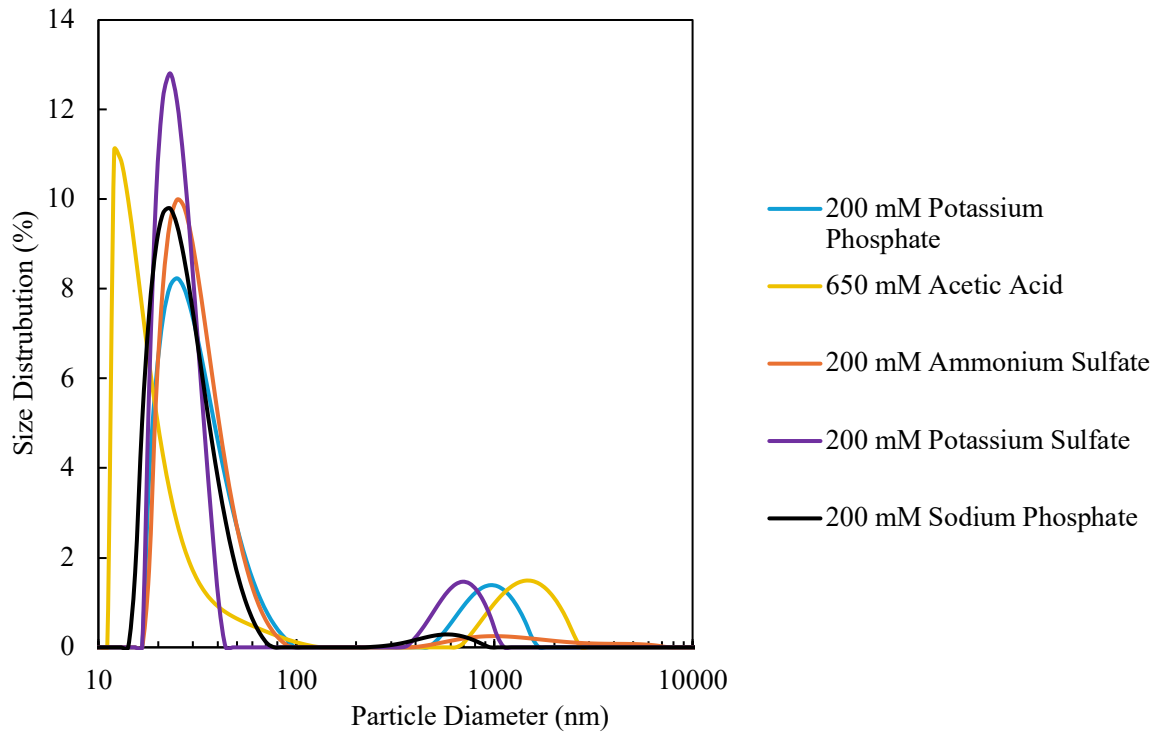 14
12
10
8
6
4
2
0
Size Distrubution (%)
10 100 1000 10000
Particle Diameter (nm)
200 mM Potassium
Phosphate
650 mM Acetic Acid
200 mM Ammonium Sulfate
200 mM Potassium Sulfate
200 mM Sodium Phosphate